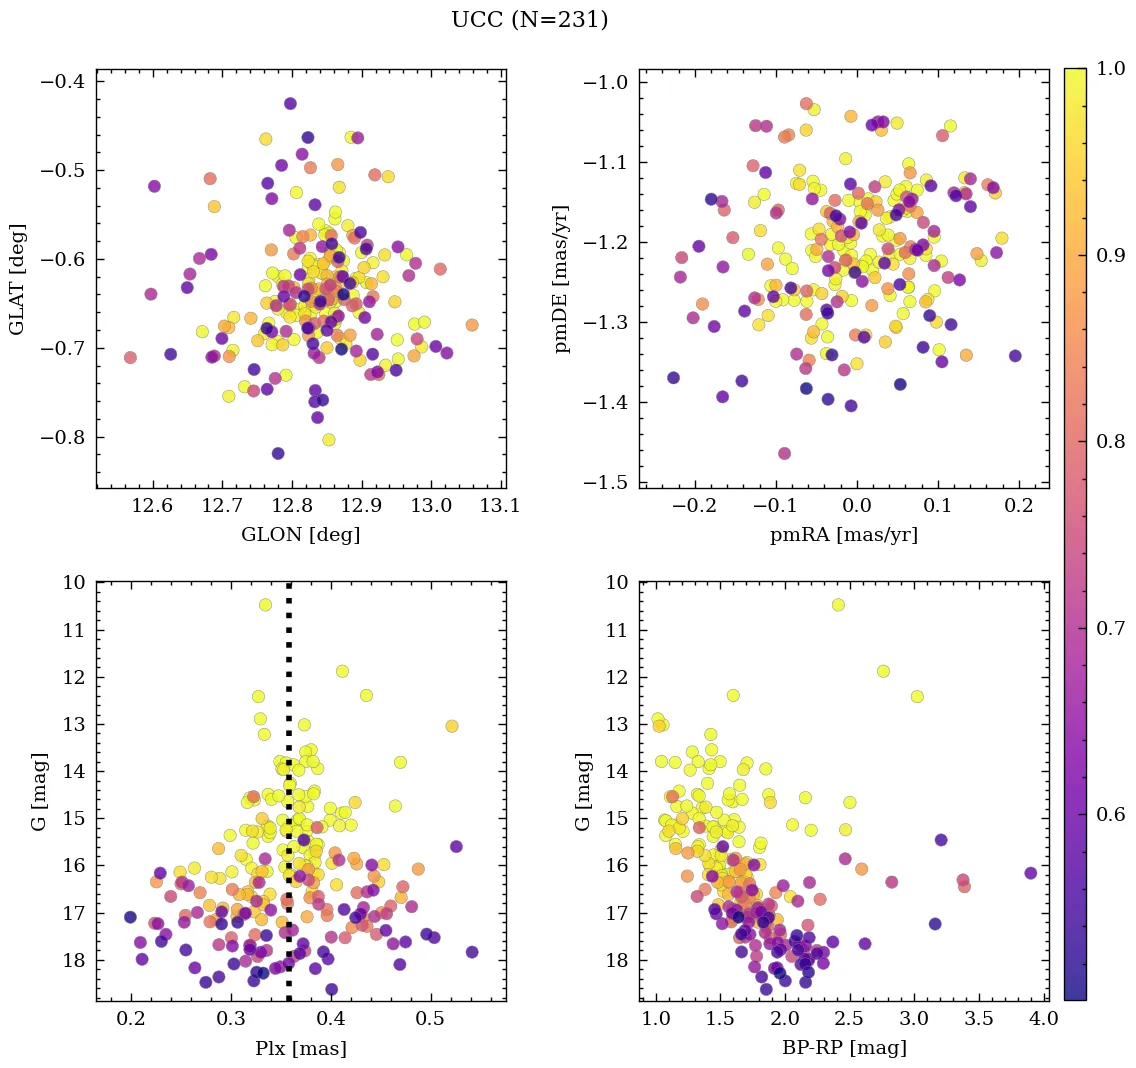 UCC (N=231)
−0.4
−0.5
−0.6
−0.7
−0.8
GLAT [deg]
12.6 12.7 12.8 12.9 13.0 13.1
GLON [deg]
−1.0
−1.1
−1.2
−1.3
−1.4
−1.5
pmDE [mas/yr]
−0.2 −0.1 0.0 0.1 0.2
pmRA [mas/yr]
10
11
12
13
14
15
16
17
18
G [mag]
0.2 0.3 0.4 0.5
Plx [mas]
10
11
12
13
14
15
16
17
18
G [mag]
1.0 1.5 2.0 2.5 3.0 3.5 4.0
BP-RP [mag]
1.0
0.9
0.8
0.7
0.6